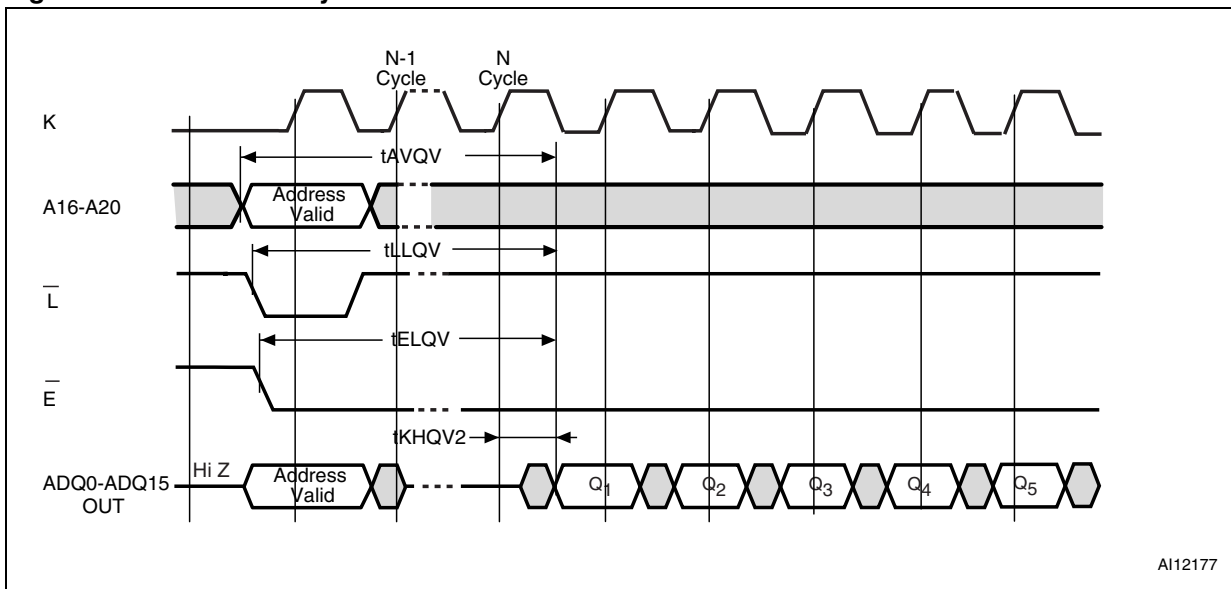 N-1
Cycle
N
Cycle
K
tAVQV
A16-A20
Address
Valid
tLLQV
L
tELQV
E
tKHQV2
ADQ0-ADQ15
OUT
Hi Z
Address
Valid
Q1
Q2
Q3
Q4
Q5
AI12177